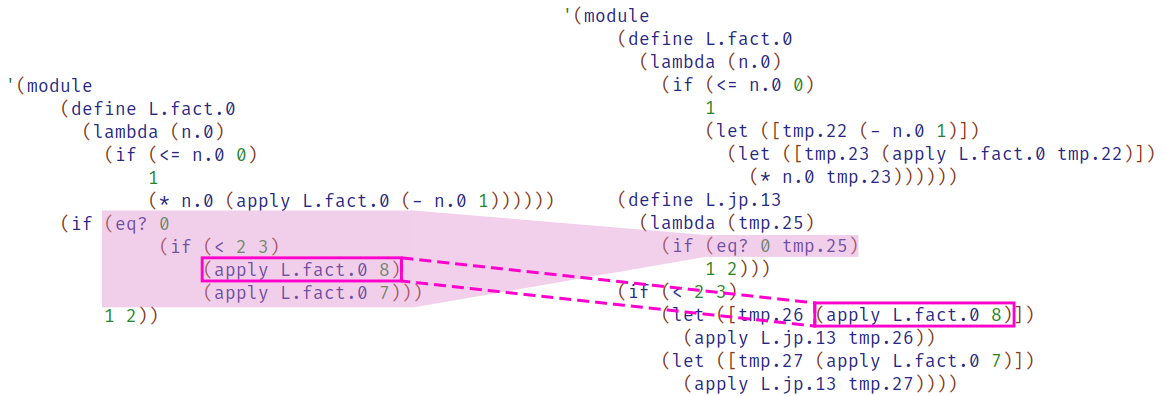 '(module
(define L.fact.0
(lambda (n.0)
(if (<= n.0 0)
1
(* n.0 (apply L.fact.0 (- n.0 1))))))
(if (eq? 0
(if (< 2 3)
(apply L.fact.0 8)
(apply L.fact.0 7)))
1 2))
'(module
(define L.fact.0
(lambda (n.0)
(if (<= n.0 0)
1
(let ([tmp.22 (- n.0 1)])
(let ([tmp.23 (apply L.fact.0 tmp.22)])
(* n.0 tmp.23))))))
(define L.jp.13
(lambda (tmp.25)
(if (eq? 0 tmp.25)
1 2)))
(if (< 2 3)
(let ([tmp.26 (apply L.fact.0 8)])
(apply L.jp.13 tmp.26))
(let ([tmp.27 (apply L.fact.0 7)])
(apply L.jp.13 tmp.27))))